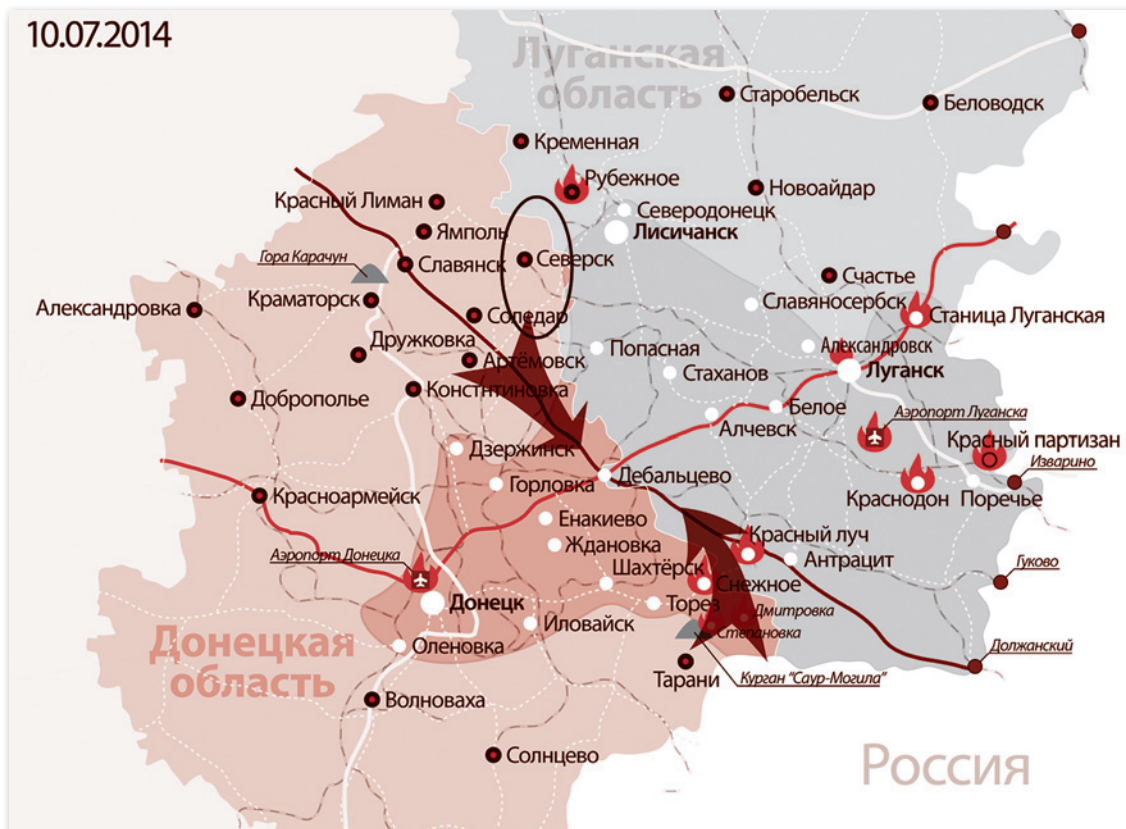 10.07.2014
Луганская
область
Старобельск
Беловодск
Кременная
Рубежное
Новоайдар
Красный Лиман
Северодонецк
Лисичанск
Ямполь
Гора Карачун
Славянск
Северск
Счастье
Краматорск
Славяносербск
Александровка
Соледар
Станица Луганская
Дружковка
Александровск
Артёмовск
Попасная
Луганск
Стаханов
Констнтиновка
Доброполье
Белое
Алчевск
Аэропорт Луганска
Красный партизан
Дзержинск
Изварино
Дебальцево
Горловка
Красноармейск
Краснодон
Поречье
Енакиево
Красный луч
Ждановка
Аэропорт Донецка
Антрацит
Шахтёрск
Гуково
Снежное
Донецк
Торез
Дмитровка
Иловайск
Степановка
Оленовка
Донецкая
область
Должанский
Тарани
Курган "Саур-Могила"
Волноваха
Солнцево
Россия